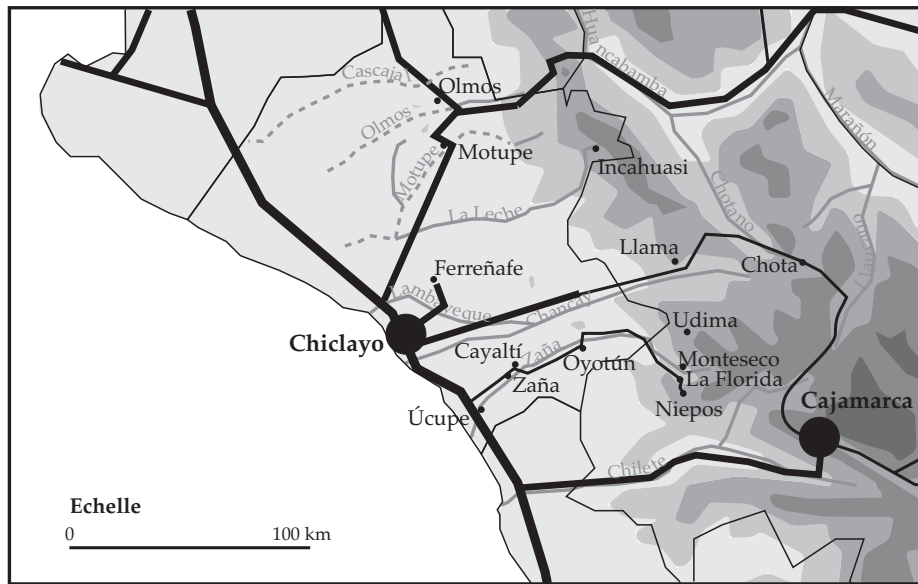 Huancabamba
Cascajal
Olmos
Olmos
Marañón
Motupe
Motupe
Incahuasi
Chotano
La Leche
Llaucano
Llama
Chota
Ferreñafe
Lambayeque
Chancay
Chiclayo
Udima
Cayaltí
Zaña
Oyotún
Monteseco
Zaña
La Florida
Niepos
Cajamarca
Úcupe
Chilete
Echelle
0 100 km